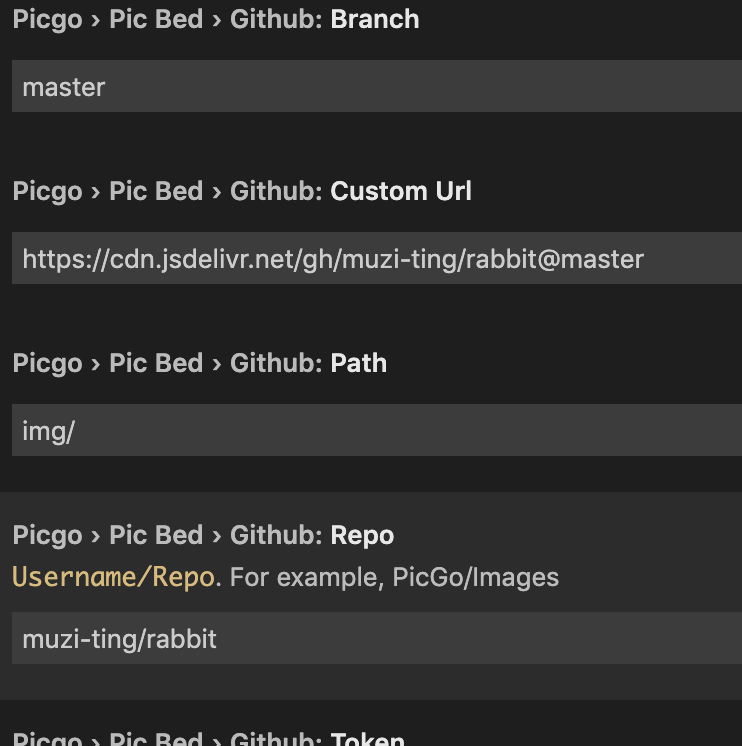 Picgo › Pic Bed › Github: Branch
master
Picgo › Pic Bed › Github: Custom Url
https://cdn.jsdelivr.net/gh/muzi-ting/rabbit@master
Picgo › Pic Bed › Github: Path
img/
Picgo › Pic Bed › Github: Repo
Username/Repo. For example, PicGo/Images
muzi-ting/rabbit
Picgo › Pic Bed › Github: Token